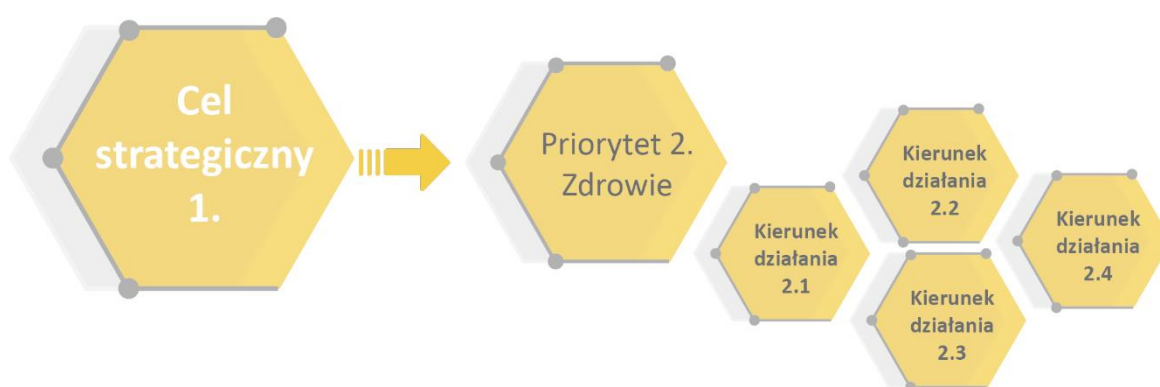 Cel
strategiczny
1.
Priorytet 2.
Zdrowie
Kierunek
działania
2.1
Kierunek
działania
2.2
Kierunek
działania
2.3
Kierunek
działania
2.4